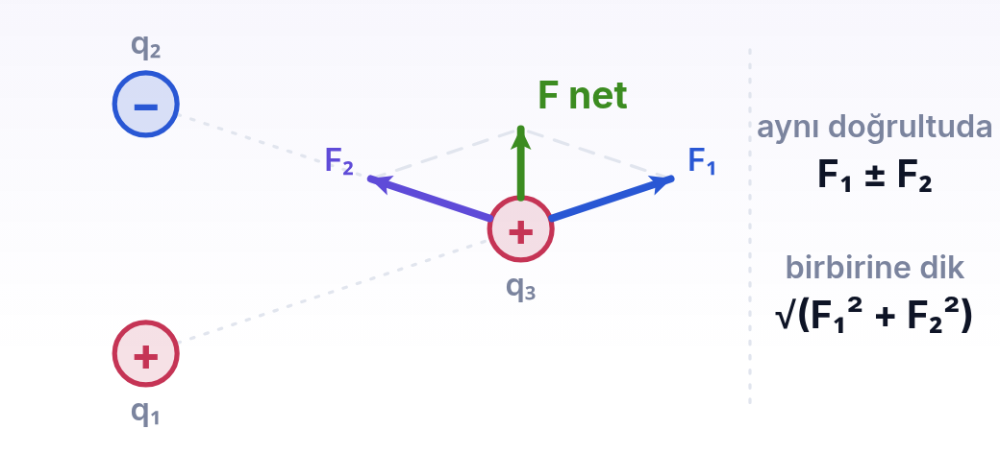 q₂
−
F net
F₂
F₁
+
q₃
+
q₁
aynı doğrultuda
F₁ ± F₂
birbirine dik
√(F₁² + F₂²)